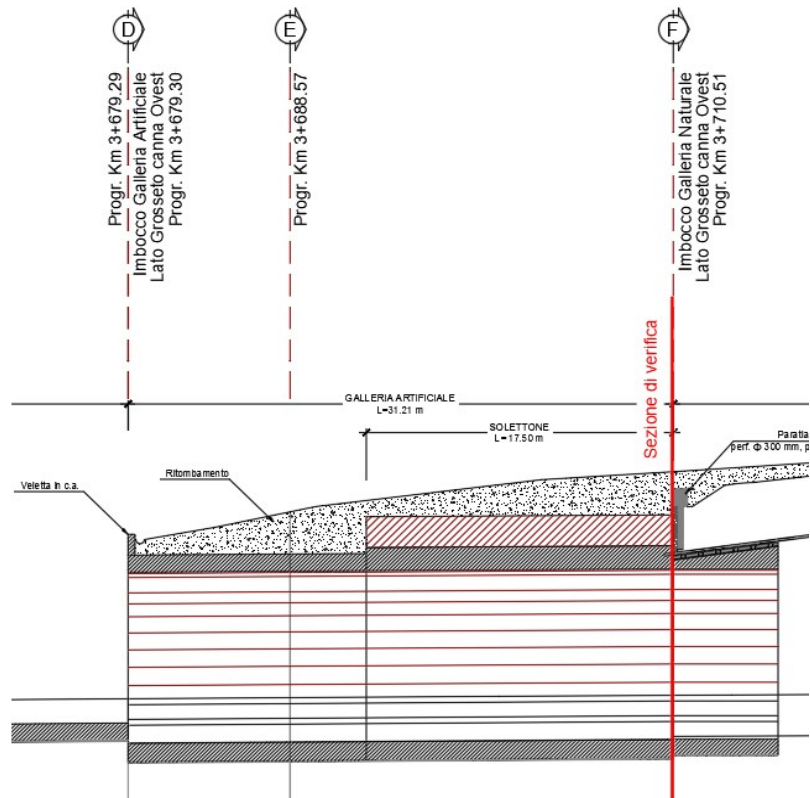 D
E
F
Progr. Km 3+679.29
Imbocco Galleria Artificiale
Lato Grosseto canna Ovest
Progr. Km 3+679.30
Progr. Km 3+688.57
Imbocco Galleria Naturale
Lato Grosseto canna Ovest
Progr. Km 3+710.51
Sezione di verifica
GALLERIA ARTIFICIALE
L=31.21 m
SOLETTONE
L=17.50 m
Paratia
perf. Φ 300 mm, p
Ritombamento
Veletta in c.a.